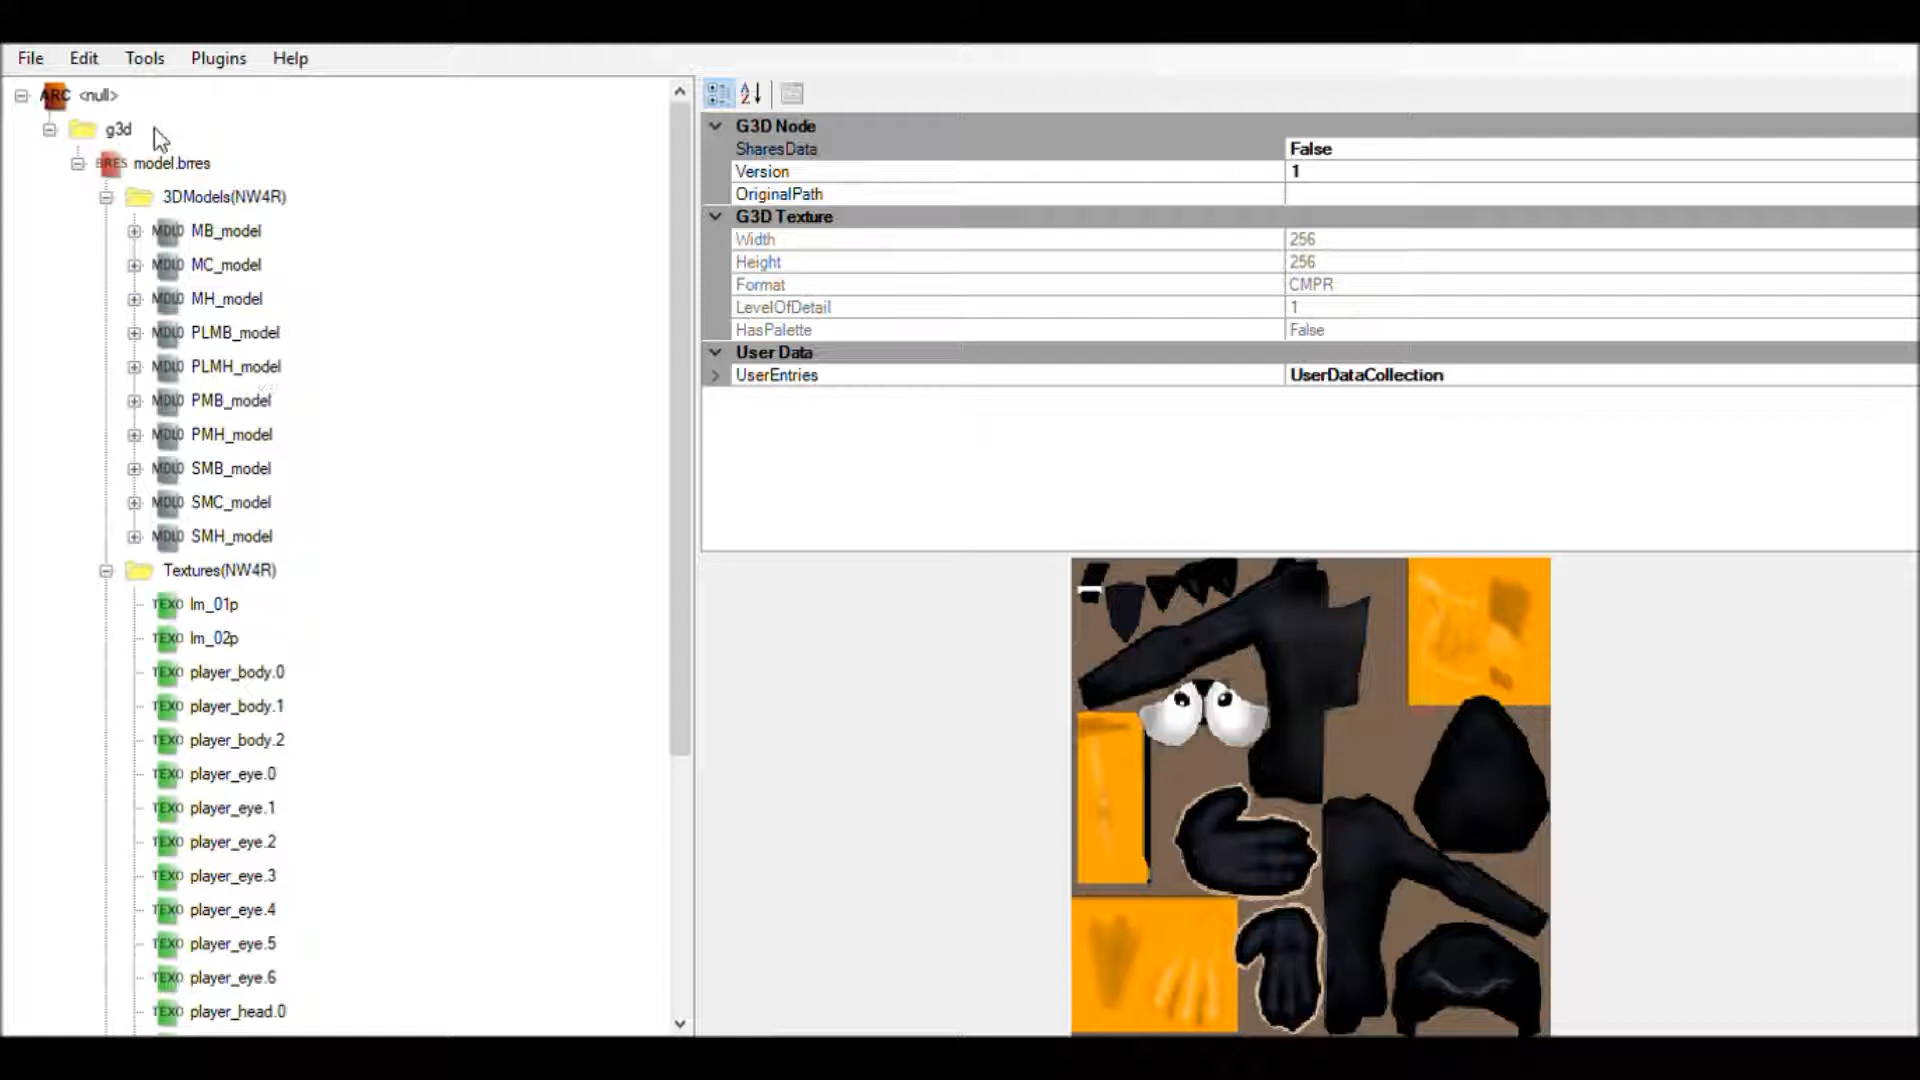 File Edit Tools Plugins Help
ARC <null>
g3d
BRES model.brres
3DModels(NW4R)
MDL0 MB_model
MDL0 MC_model
MDL0 MH_model
MDL0 PLMB_model
MDL0 PLMH_model
MDL0 PMB_model
MDL0 PMH_model
MDL0 SMB_model
MDL0 SMC_model
MDL0 SMH_model
Textures(NW4R)
TEX0 lm_01p
TEX0 lm_02p
TEX0 player_body.0
TEX0 player_body.1
TEX0 player_body.2
TEX0 player_eye.0
TEX0 player_eye.1
TEX0 player_eye.2
TEX0 player_eye.3
TEX0 player_eye.4
TEX0 player_eye.5
TEX0 player_eye.6
TEX0 player_head.0
AZ
G3D Node
SharesData False
Version 1
OriginalPath
G3D Texture
Width 256
Height 256
Format CMPR
LevelOfDetail 1
HasPalette False
User Data
UserEntries UserDataCollection